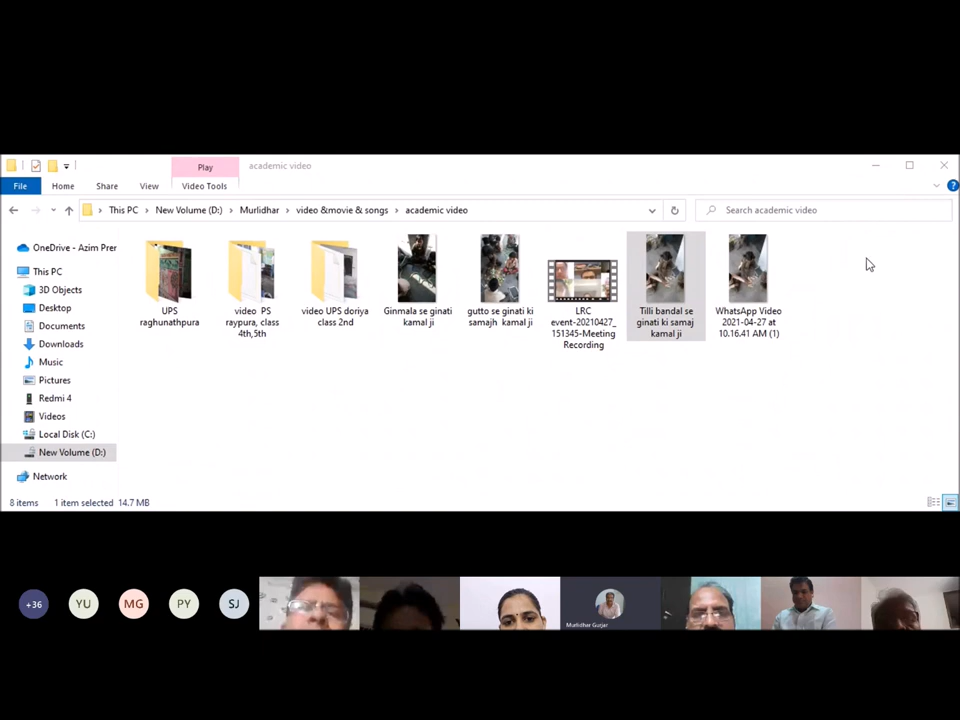 Play
academic video
File
Home
Share
View
Video Tools
This PC
New Volume (D:)
Murlidhar
video &movie & songs
academic video
Search academic video
OneDrive - Azim Prer
This PC
3D Objects
Desktop
Documents
Downloads
Music
Pictures
Redmi 4
Videos
Local Disk (C:)
New Volume (D:)
Network
UPS
raghunathpura
video PS
raypura, class
4th,5th
video UPS doriya
class 2nd
Ginmala se ginati
kamal ji
gutto se ginati ki
samajh kamal ji
LRC
event-20210427_
151345-Meeting
Recording
Tilli bandal se
ginati ki samaj
kamal ji
WhatsApp Video
2021-04-27 at
10.16.41 AM (1)
8 items
1 item selected 14.7 MB
+36
YU
MG
PY
SJ
Murlidhar Gurjar